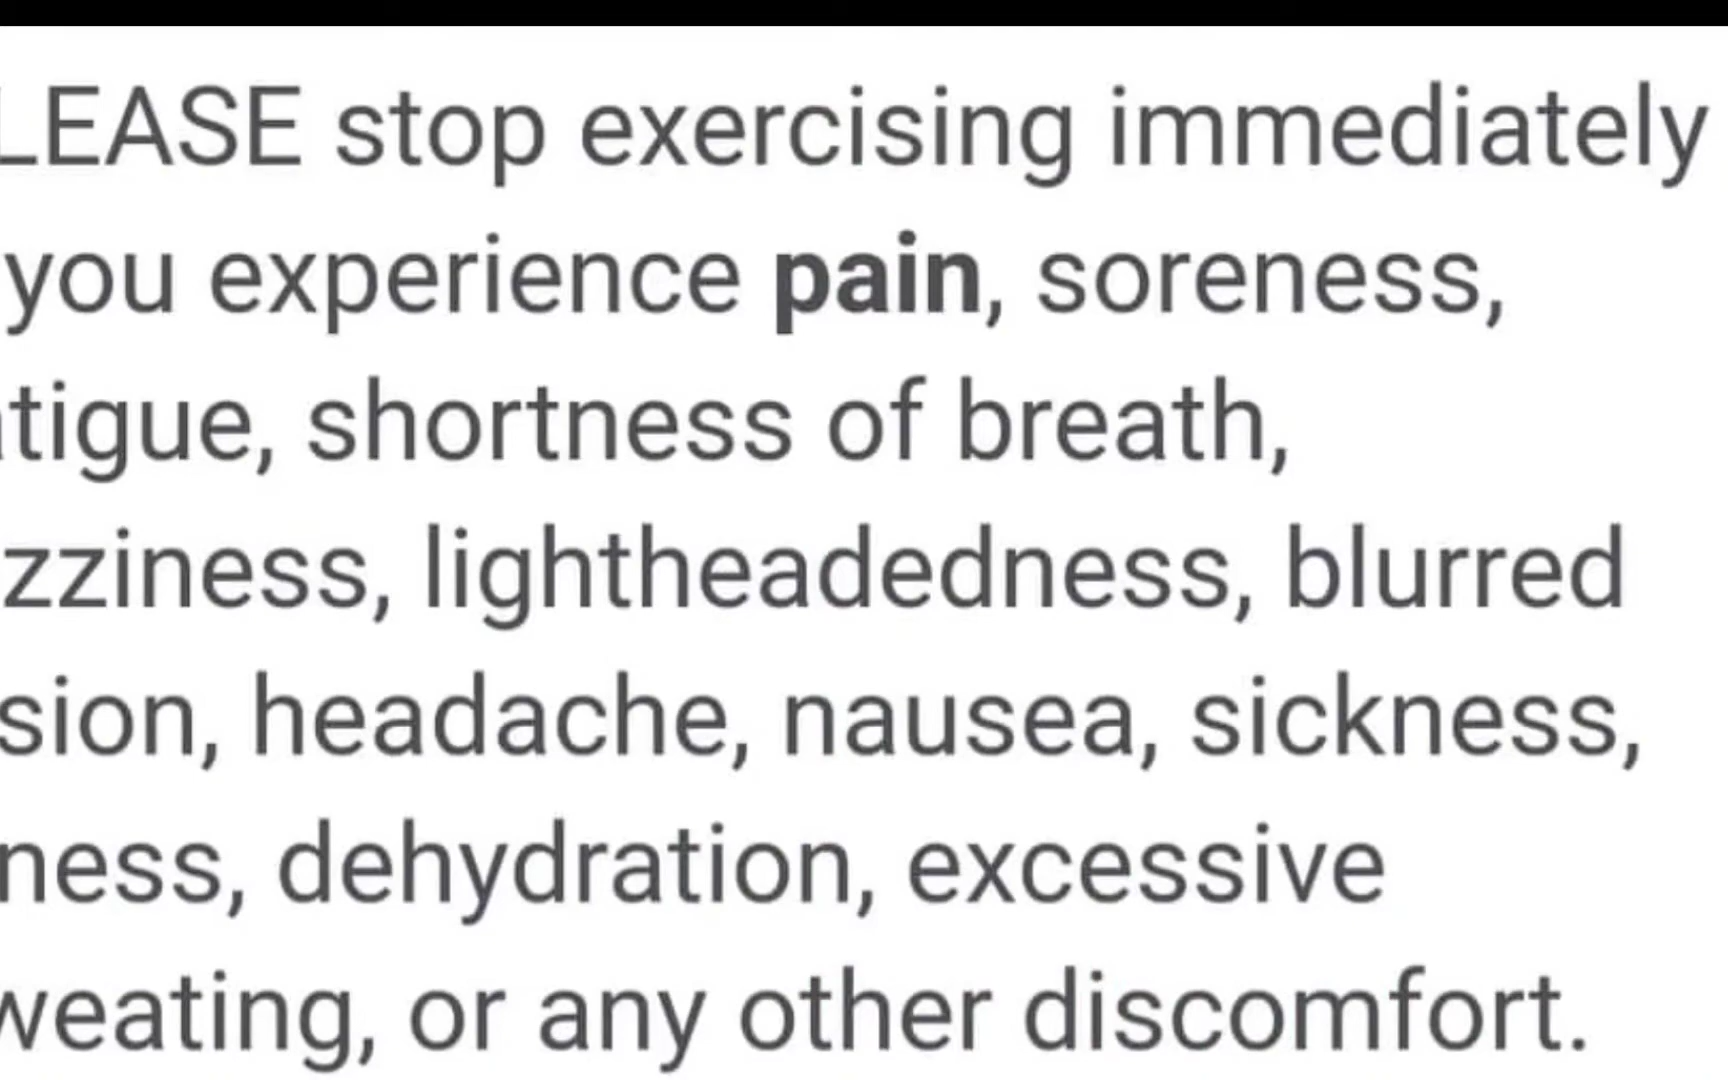 LEASE stop exercising immediately
you experience pain, soreness,
tigue, shortness of breath,
zziness, lightheadedness, blurred
sion, headache, nausea, sickness,
ness, dehydration, excessive
weating, or any other discomfort.